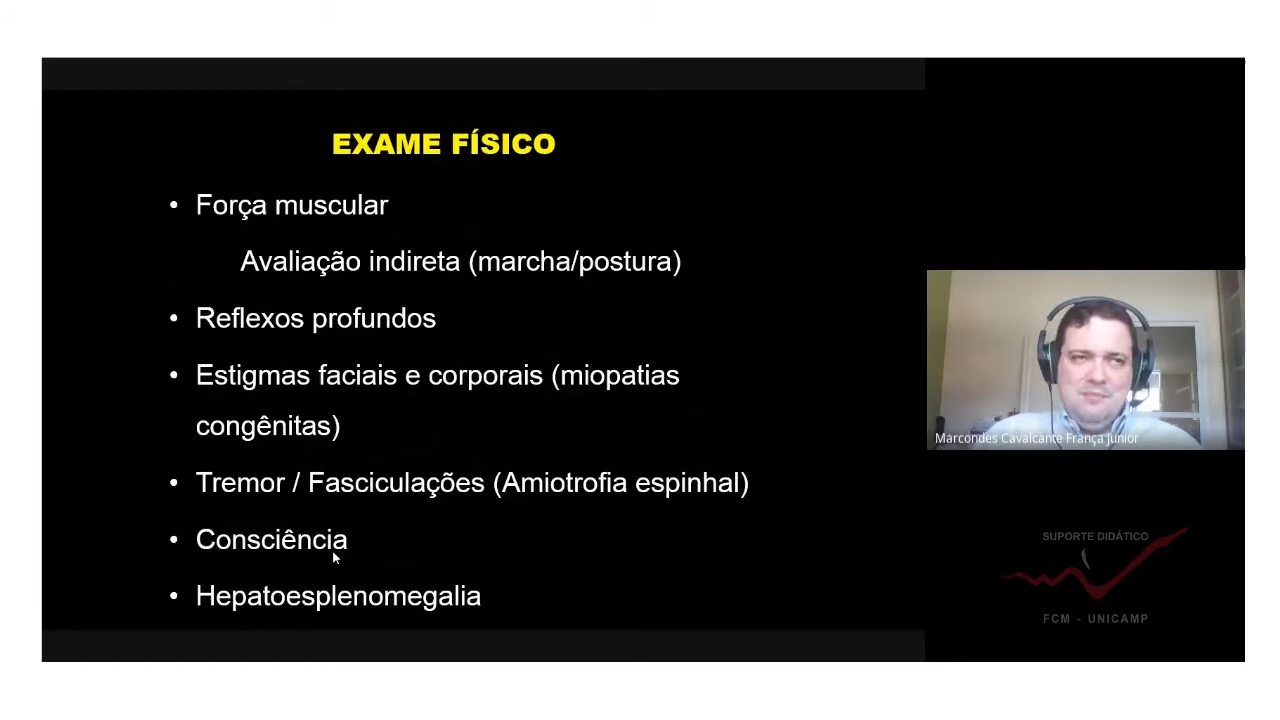 EXAME FÍSICO
• Força muscular
Avaliação indireta (marcha/postura)
• Reflexos profundos
• Estigmas faciais e corporais (miopatias
congênitas)
• Tremor / Fasciculações (Amiotrofia espinhal)
• Consciência
• Hepatoesplenomegalia
Marcondes Cavalcante França Junior
SUPORTE DIDÁTICO
FCM - UNICAMP